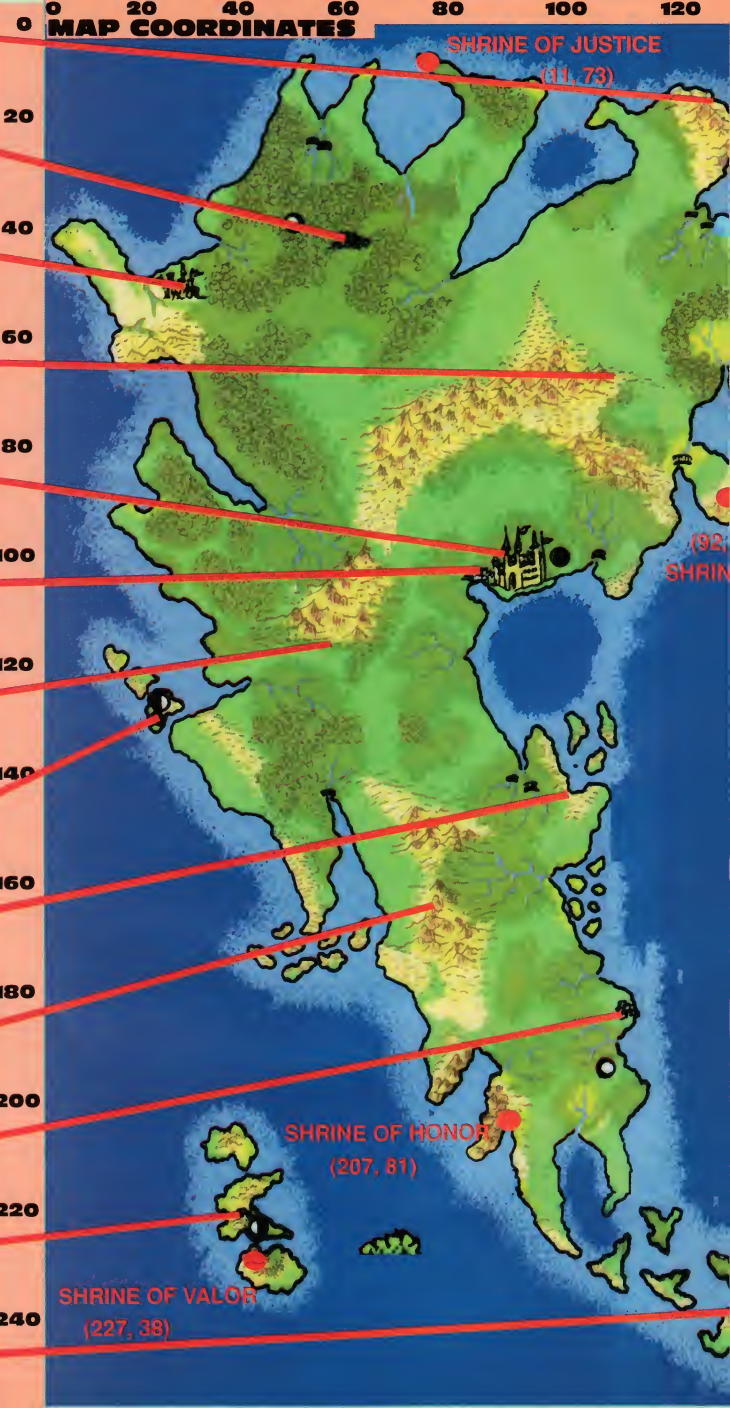 0 20 40 60 80 100 120
MAP COORDINATES
0
20
40
60
80
100
120
140
160
180
200
220
240
SHRINE OF JUSTICE
(11, 73)
(92,
SHRIN
SHRINE OF HONOR
(207, 81)
SHRINE OF VALOR
(227, 38)